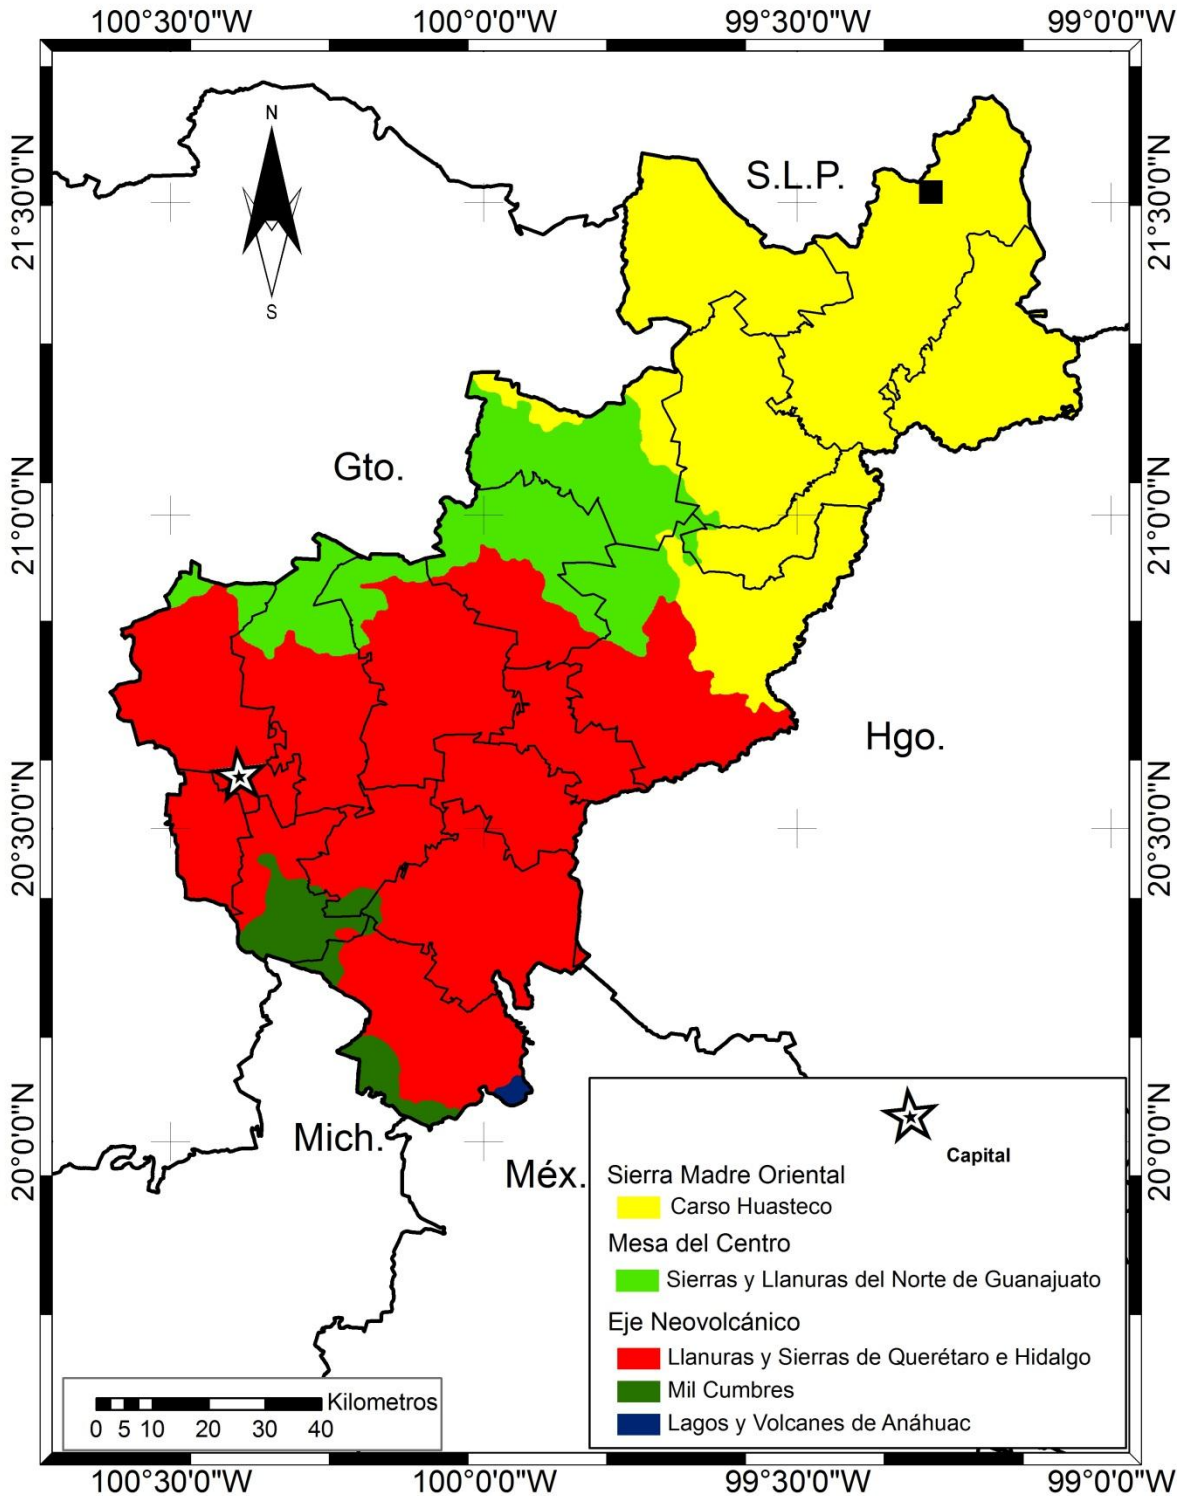 100°30'0"W 100°0'0"W 99°30'0"W 99°0'0"W
N
S
S.L.P.
21°30'0"N
21°30'0"N
Gto.
21°0'0"N
21°0'0"N
Hgo.
20°30'0"N
20°30'0"N
Mich.
Méx.
20°0'0"N
20°0'0"N
Capital
Sierra Madre Oriental
Carso Huasteco
Mesa del Centro
Sierras y Llanuras del Norte de Guanajuato
Eje Neovolcánico
Llanuras y Sierras de Querétaro e Hidalgo
Mil Cumbres
Lagos y Volcanes de Anáhuac
Kilometros
0 5 10 20 30 40
100°30'0"W 100°0'0"W 99°30'0"W 99°0'0"W